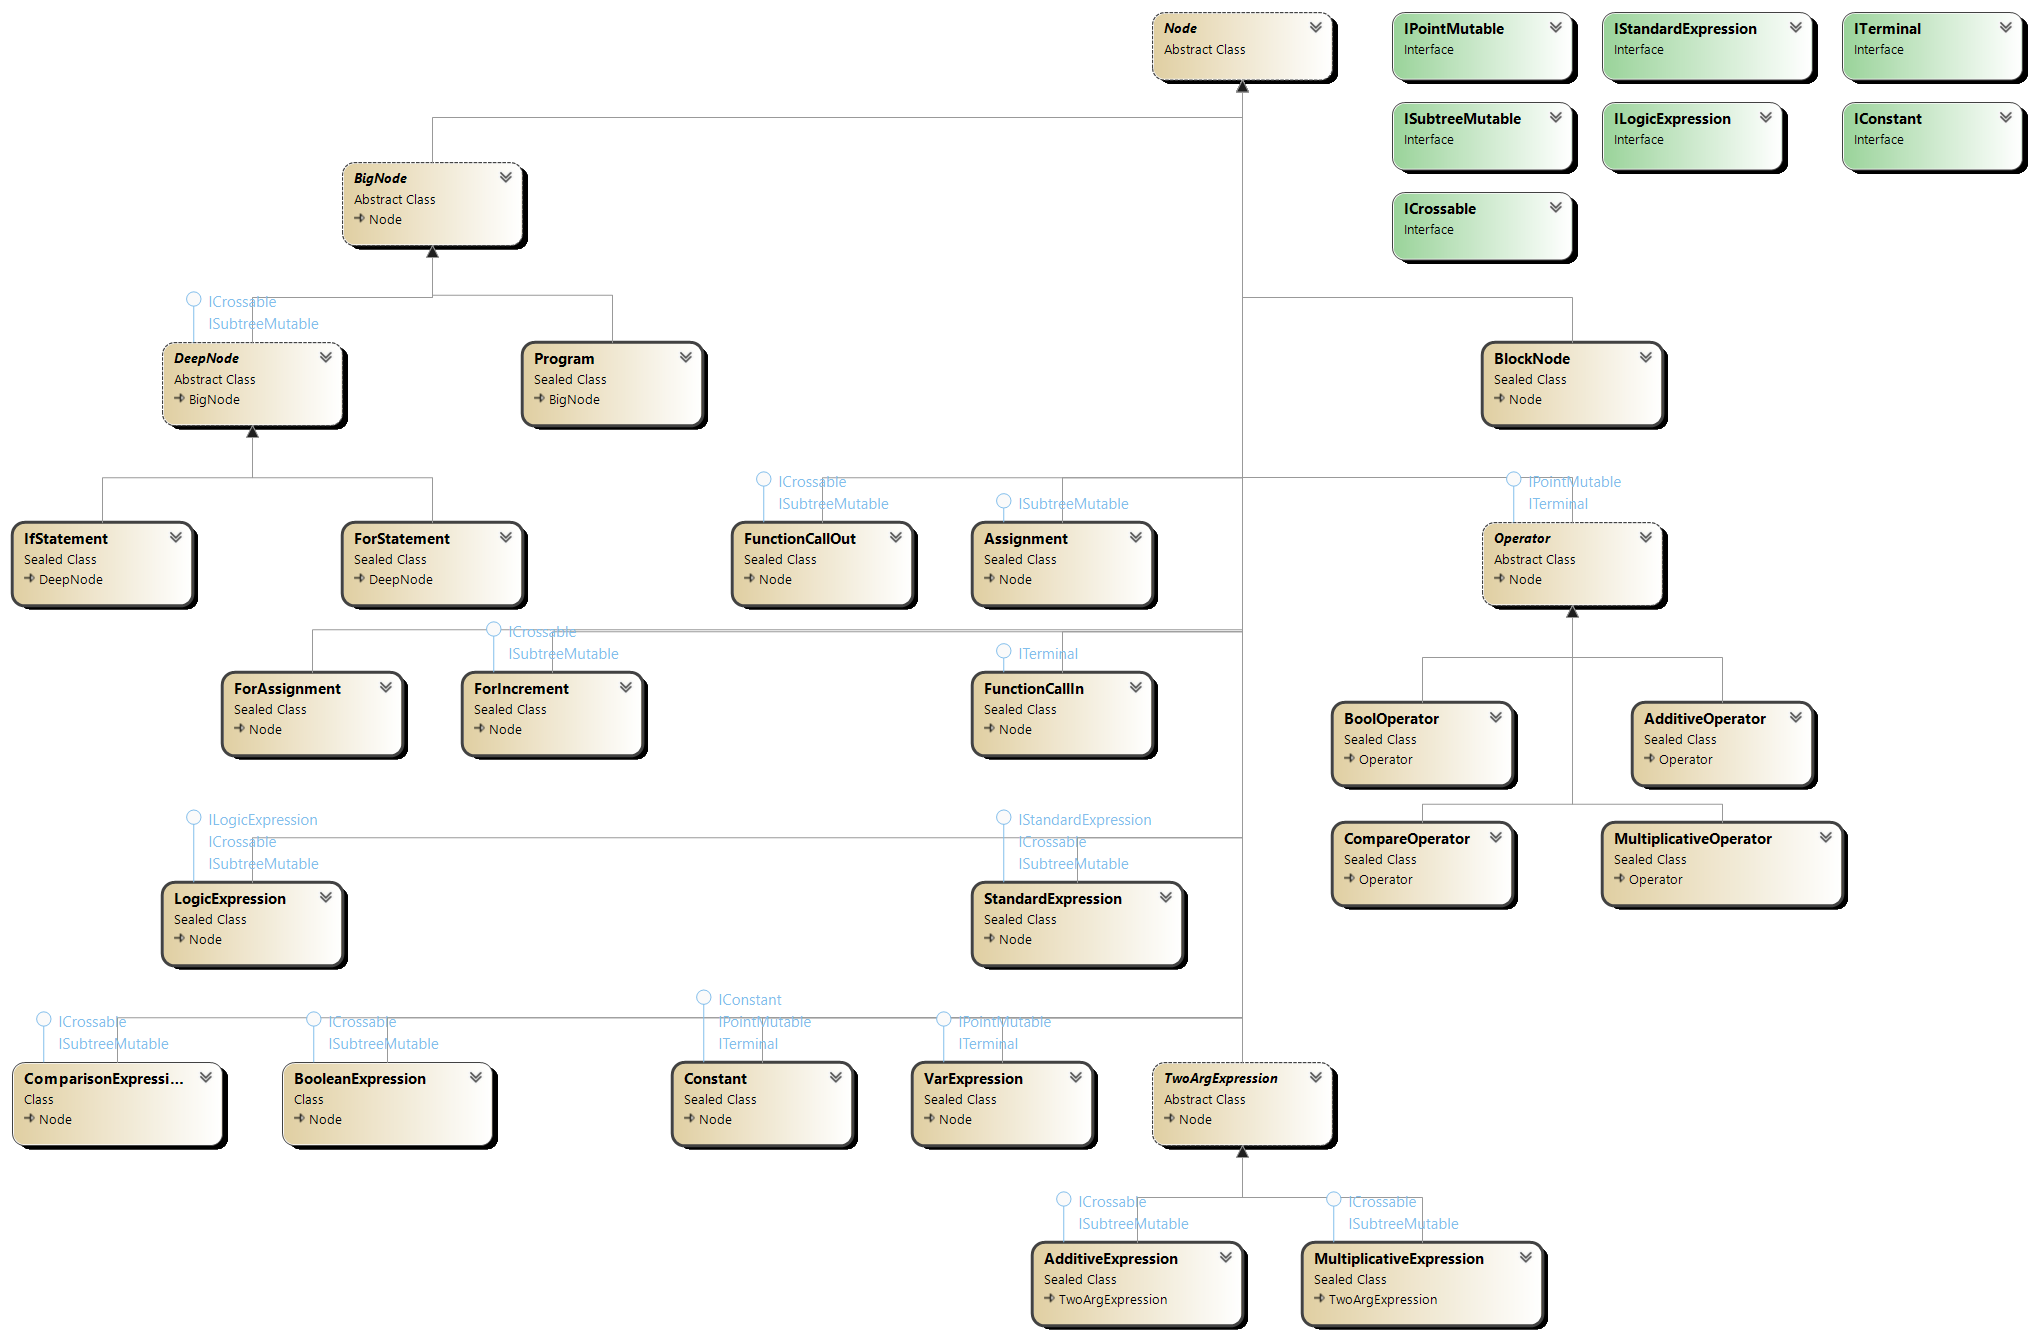 Node
Abstract Class
IPointMutable
Interface
IStandardExpression
Interface
ITerminal
Interface
ISubtreeMutable
Interface
ILogicExpression
Interface
IConstant
Interface
ICrossable
Interface
BigNode
Abstract Class
Node
ICrossable
ISubtreeMutable
DeepNode
Abstract Class
BigNode
Program
Sealed Class
BigNode
BlockNode
Sealed Class
Node
IfStatement
Sealed Class
DeepNode
ForStatement
Sealed Class
DeepNode
ICrossable
ISubtreeMutable
FunctionCallOut
Sealed Class
Node
ISubtreeMutable
Assignment
Sealed Class
Node
IPointMutable
ITerminal
Operator
Abstract Class
Node
ForAssignment
Sealed Class
Node
ICrossable
ISubtreeMutable
ForIncrement
Sealed Class
Node
ITerminal
FunctionCallIn
Sealed Class
Node
BoolOperator
Sealed Class
Operator
AdditiveOperator
Sealed Class
Operator
CompareOperator
Sealed Class
Operator
MultiplicativeOperator
Sealed Class
Operator
ILogicExpression
ICrossable
ISubtreeMutable
LogicExpression
Sealed Class
Node
IStandardExpression
ICrossable
ISubtreeMutable
StandardExpression
Sealed Class
Node
ICrossable
ISubtreeMutable
ComparisonExpressi...
Class
Node
ICrossable
ISubtreeMutable
BooleanExpression
Class
Node
IConstant
IPointMutable
ITerminal
Constant
Sealed Class
Node
IPointMutable
ITerminal
VarExpression
Sealed Class
Node
TwoArgExpression
Abstract Class
Node
ICrossable
ISubtreeMutable
AdditiveExpression
Sealed Class
TwoArgExpression
ICrossable
ISubtreeMutable
MultiplicativeExpression
Sealed Class
TwoArgExpression